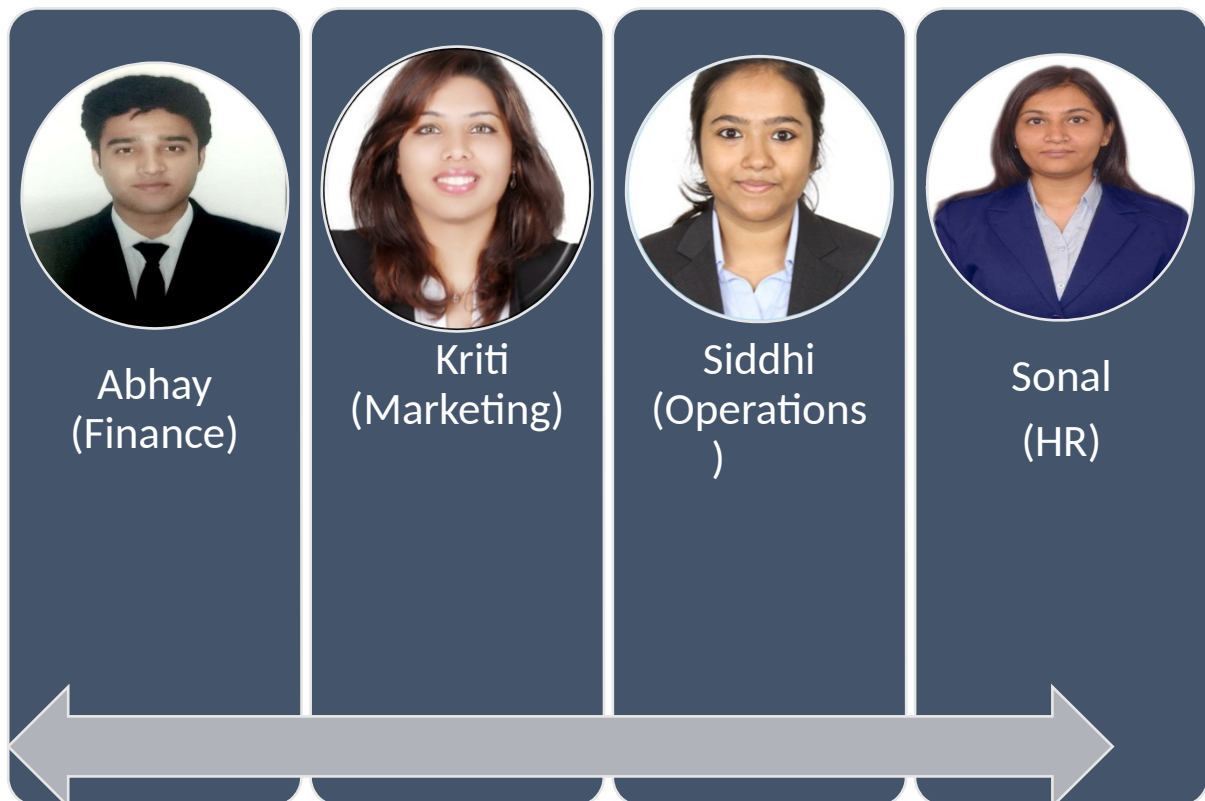 Abhay
(Finance)
Kriti
(Marketing)
Siddhi
(Operations
)
Sonal
(HR)